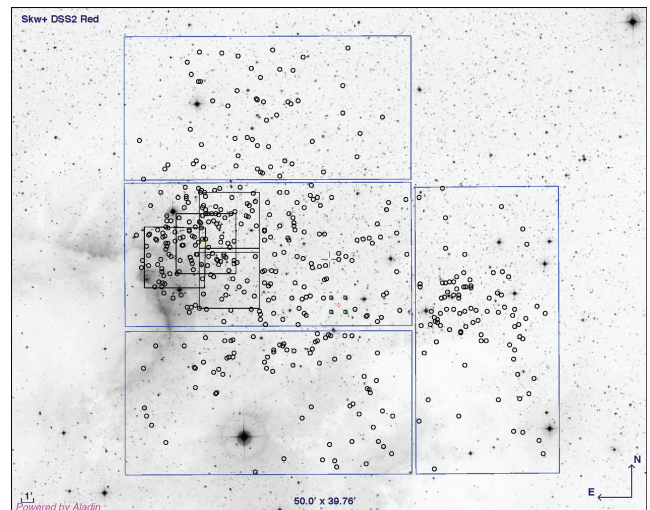 Skw+ DSS2 Red
N
E
1'
50.0' x 39.76'
Powered by Aladin